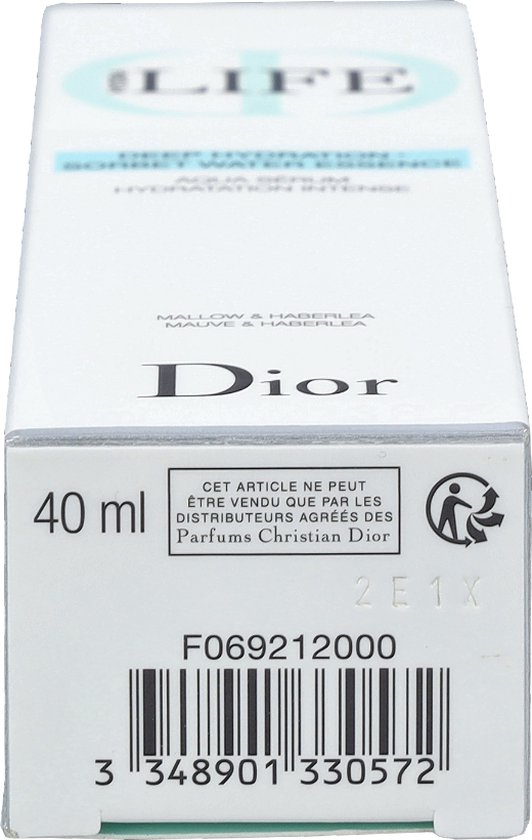 LIFE
DEEP HYDRATION -
SORBET WATER ESSENCE
AQUA SÉRUM
HYDRATATION INTENSE
MALLOW & HABERLEA
MAUVE & HABERLEA
Dior
40 ml
CET ARTICLE NE PEUT
ÊTRE VENDU QUE PAR LES
DISTRIBUTEURS AGRÉÉS DES
Parfums Christian Dior
2E1X
F069212000
3 348901 330572